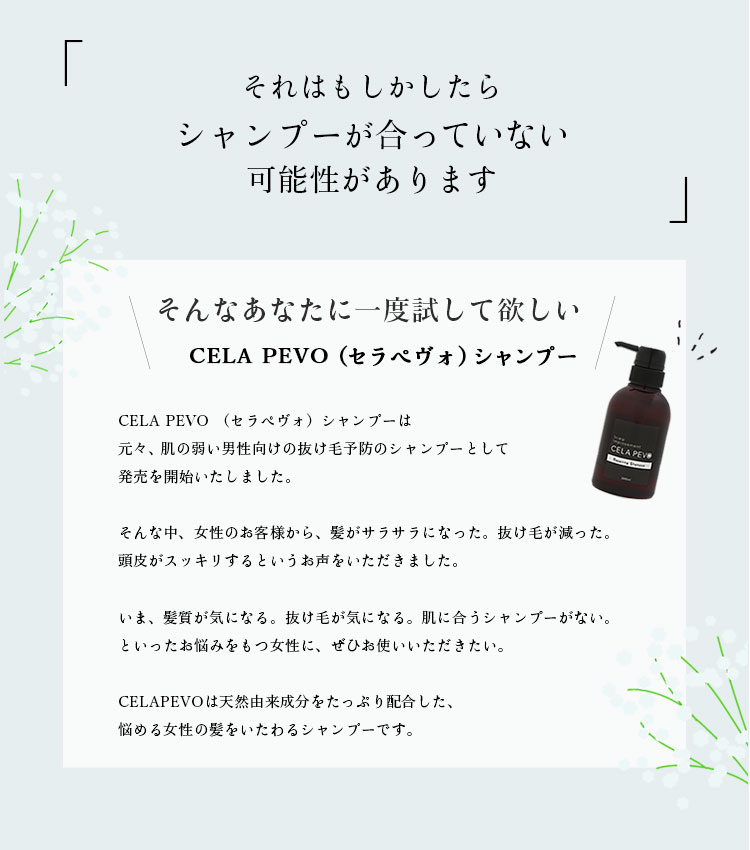 それはもしかしたら
シャンプーが合っていない
可能性があります
そんなあなたに一度試して欲しい
CELA PEVO（セラペヴォ）シャンプー
CELA PEVO （セラペヴォ）シャンプーは
元々、肌の弱い男性向けの抜け毛予防のシャンプーとして
発売を開始いたしました。
そんな中、女性のお客様から、髪がサラサラになった。抜け毛が減った。
頭皮がスッキリするというお声をいただきました。
いま、髪質が気になる。抜け毛が気になる。肌に合うシャンプーがない。
といったお悩みをもつ女性に、ぜひお使いいただきたい。
CELAPEVOは天然由来成分をたっぷり配合した、
悩める女性の髪をいたわるシャンプーです。
CELA PEVO